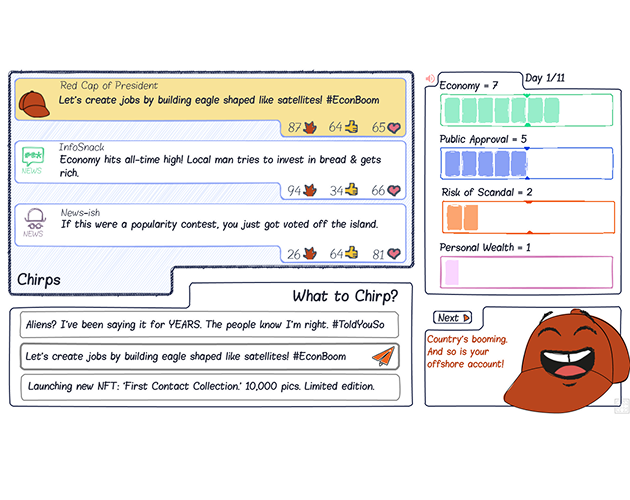 Red Cap of President
Let's create jobs by building eagle shaped like satellites! #EconBoom
87 64 65
InfoSnack
Economy hits all-time high! Local man tries to invest in bread & gets
rich.
NEWS
94 34 66
News-ish
If this were a popularity contest, you just got voted off the island.
NEWS
26 64 81
Chirps
What to Chirp?
Aliens? I've been saying it for YEARS. The people know I'm right. #ToldYouSo
Let's create jobs by building eagle shaped like satellites! #EconBoom
Launching new NFT: 'First Contact Collection.' 10,000 pics. Limited edition.
Day 1/11
Economy = 7
Public Approval = 5
Risk of Scandal = 2
Personal Wealth = 1
Next
Country's booming.
And so is your
offshore account!